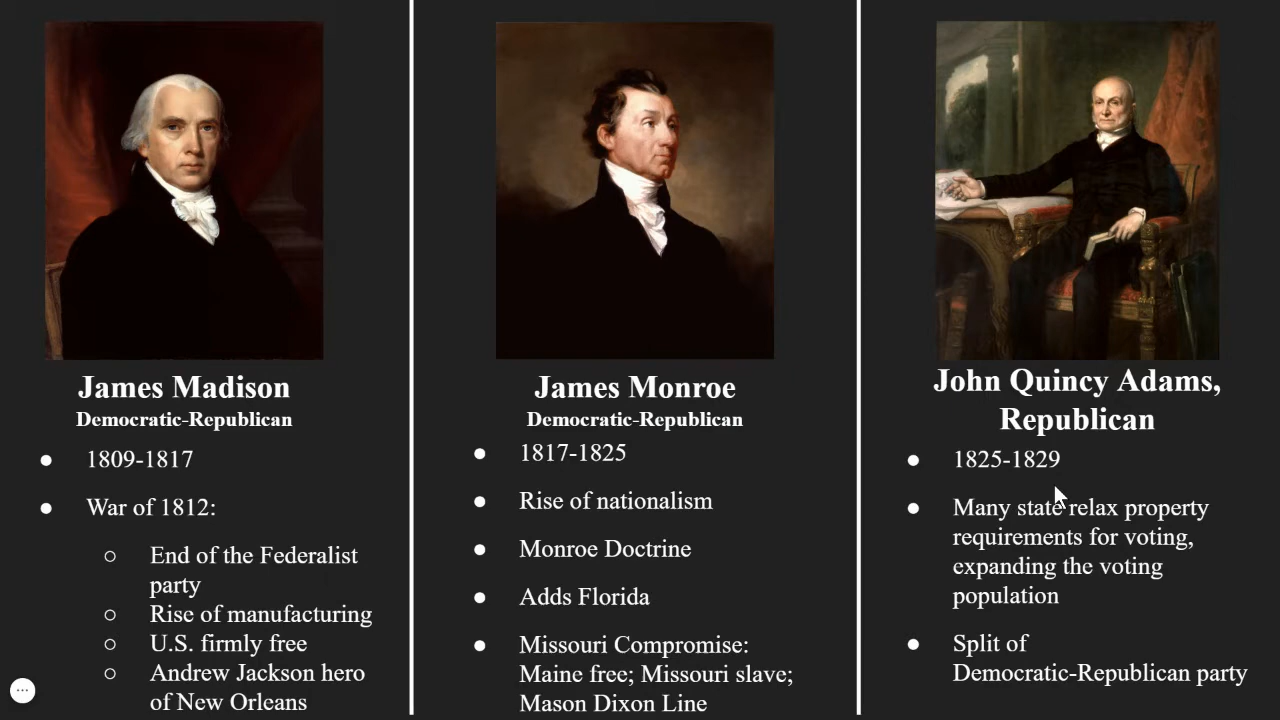 James Madison
Democratic-Republican
● 1809-1817
● War of 1812:
○ End of the Federalist
party
○ Rise of manufacturing
○ U.S. firmly free
○ Andrew Jackson hero
of New Orleans
James Monroe
Democratic-Republican
● 1817-1825
● Rise of nationalism
● Monroe Doctrine
● Adds Florida
● Missouri Compromise:
Maine free; Missouri slave;
Mason Dixon Line
John Quincy Adams,
Republican
● 1825-1829
● Many state relax property
requirements for voting,
expanding the voting
population
● Split of
Democratic-Republican party